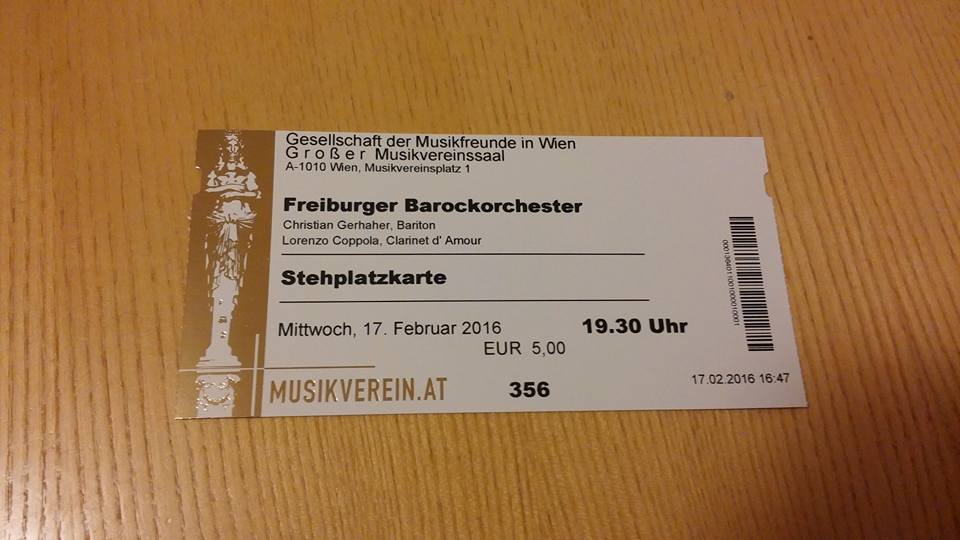 Gesellschaft der Musikfreunde in Wien
Großer Musikvereinssaal
A-1010 Wien, Musikvereinsplatz 1
Freiburger Barockorchester
Christian Gerhaher, Bariton
Lorenzo Coppola, Clarinet d' Amour
Stehplatzkarte
Mittwoch, 17. Februar 2016 19.30 Uhr
EUR 5,00
MUSIKVEREIN.AT 356
17.02.2016 16:47